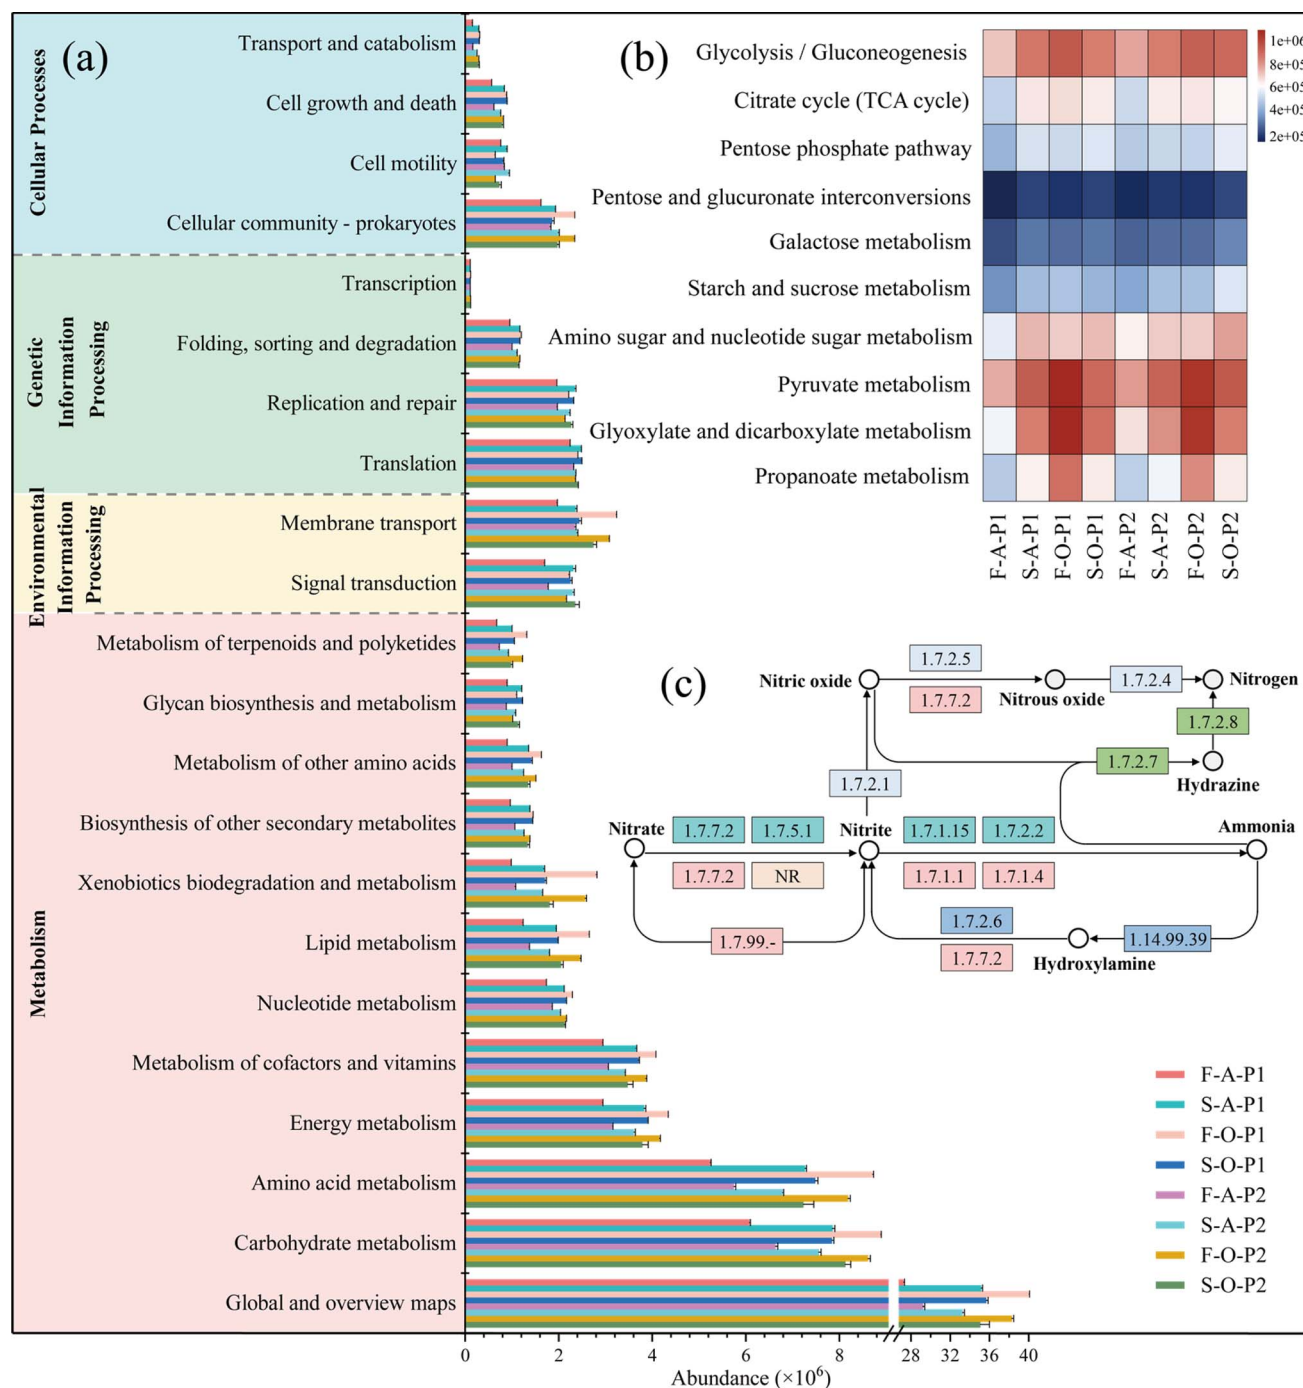 (a)
Cellular Processes
Transport and catabolism
Cell growth and death
Cell motility
Cellular community - prokaryotes
Genetic
Information
Processing
Transcription
Folding, sorting and degradation
Replication and repair
Translation
Environmental
Information
Processing
Membrane transport
Signal transduction
Metabolism
Metabolism of terpenoids and polyketides
Glycan biosynthesis and metabolism
Metabolism of other amino acids
Biosynthesis of other secondary metabolites
Xenobiotics biodegradation and metabolism
Lipid metabolism
Nucleotide metabolism
Metabolism of cofactors and vitamins
Energy metabolism
Amino acid metabolism
Carbohydrate metabolism
Global and overview maps
0 2 4 6 8 28 32 36 40
Abundance (×10⁶)
(b)
Glycolysis / Gluconeogenesis
Citrate cycle (TCA cycle)
Pentose phosphate pathway
Pentose and glucuronate interconversions
Galactose metabolism
Starch and sucrose metabolism
Amino sugar and nucleotide sugar metabolism
Pyruvate metabolism
Glyoxylate and dicarboxylate metabolism
Propanoate metabolism
F-A-P1
S-A-P1
F-O-P1
S-O-P1
F-A-P2
S-A-P2
F-O-P2
S-O-P2
1e+06
8e+05
6e+05
4e+05
2e+05
(c)
Nitric oxide
1.7.2.5
1.7.7.2
Nitrous oxide
1.7.2.4
Nitrogen
1.7.2.8
1.7.2.7
Hydrazine
1.7.2.1
Nitrate
1.7.7.2 1.7.5.1
1.7.7.2 NR
Nitrite
1.7.1.15 1.7.2.2
1.7.1.1 1.7.1.4
Ammonia
1.7.99.-
1.7.2.6
1.7.7.2
Hydroxylamine
1.14.99.39
F-A-P1
S-A-P1
F-O-P1
S-O-P1
F-A-P2
S-A-P2
F-O-P2
S-O-P2